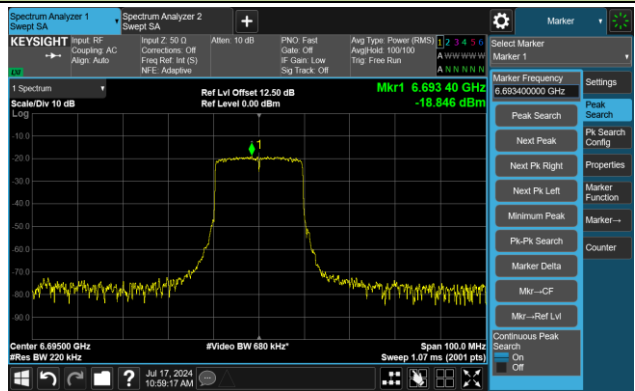 Spectrum Analyzer 1
Swept SA
Spectrum Analyzer 2
Swept SA
+
Marker
KEYSIGHT
Input: RF
Coupling: AC
Align: Auto
Input Z: 50 Ω
Corrections: Off
Freq Ref: Int (S)
NFE: Adaptive
Atten: 10 dB
PNO: Fast
Gate: Off
IF Gain: Low
Sig Track: Off
Avg Type: Power (RMS)
Avg|Hold: 100/100
Trig: Free Run
1 2 3 4 5 6
A W W W W W
A N N N N N
Select Marker
Marker 1
1 Spectrum
Scale/Div 10 dB
Log
Ref Lvl Offset 12.50 dB
Ref Level 0.00 dBm
Mkr1 6.693 40 GHz
-18.846 dBm
1
-10.0
-20.0
-30.0
-40.0
-50.0
-60.0
-70.0
-80.0
-90.0
Center 6.69500 GHz
#Res BW 220 kHz
#Video BW 680 kHz*
Span 100.0 MHz
Sweep 1.07 ms (2001 pts)
Marker Frequency
6.693400000 GHz
Peak Search
Next Peak
Next Pk Right
Next Pk Left
Minimum Peak
Pk-Pk Search
Marker Delta
Mkr→CF
Mkr→Ref Lvl
Continuous Peak
Search
On
Off
Settings
Peak
Search
Pk Search
Config
Properties
Marker
Function
Marker→
Counter
?
Jul 17, 2024
10:59:17 AM